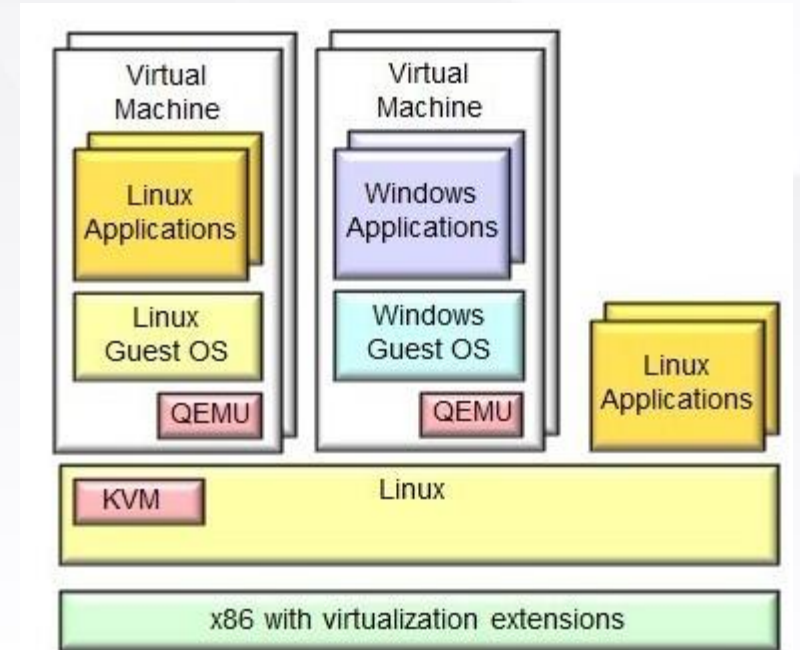 Virtual
Machine
Linux
Applications
Linux
Guest OS
QEMU
Virtual
Machine
Windows
Applications
Windows
Guest OS
QEMU
Linux
Applications
KVM
Linux
x86 with virtualization extensions